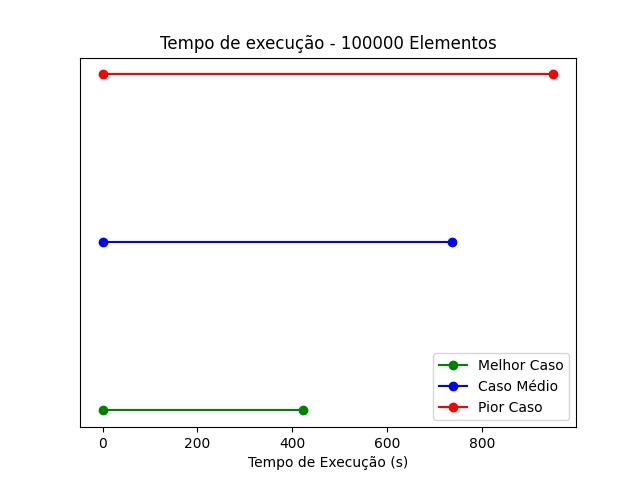 Tempo de execução - 100000 Elementos
Melhor Caso
Caso Médio
Pior Caso
0 200 400 600 800
Tempo de Execução (s)